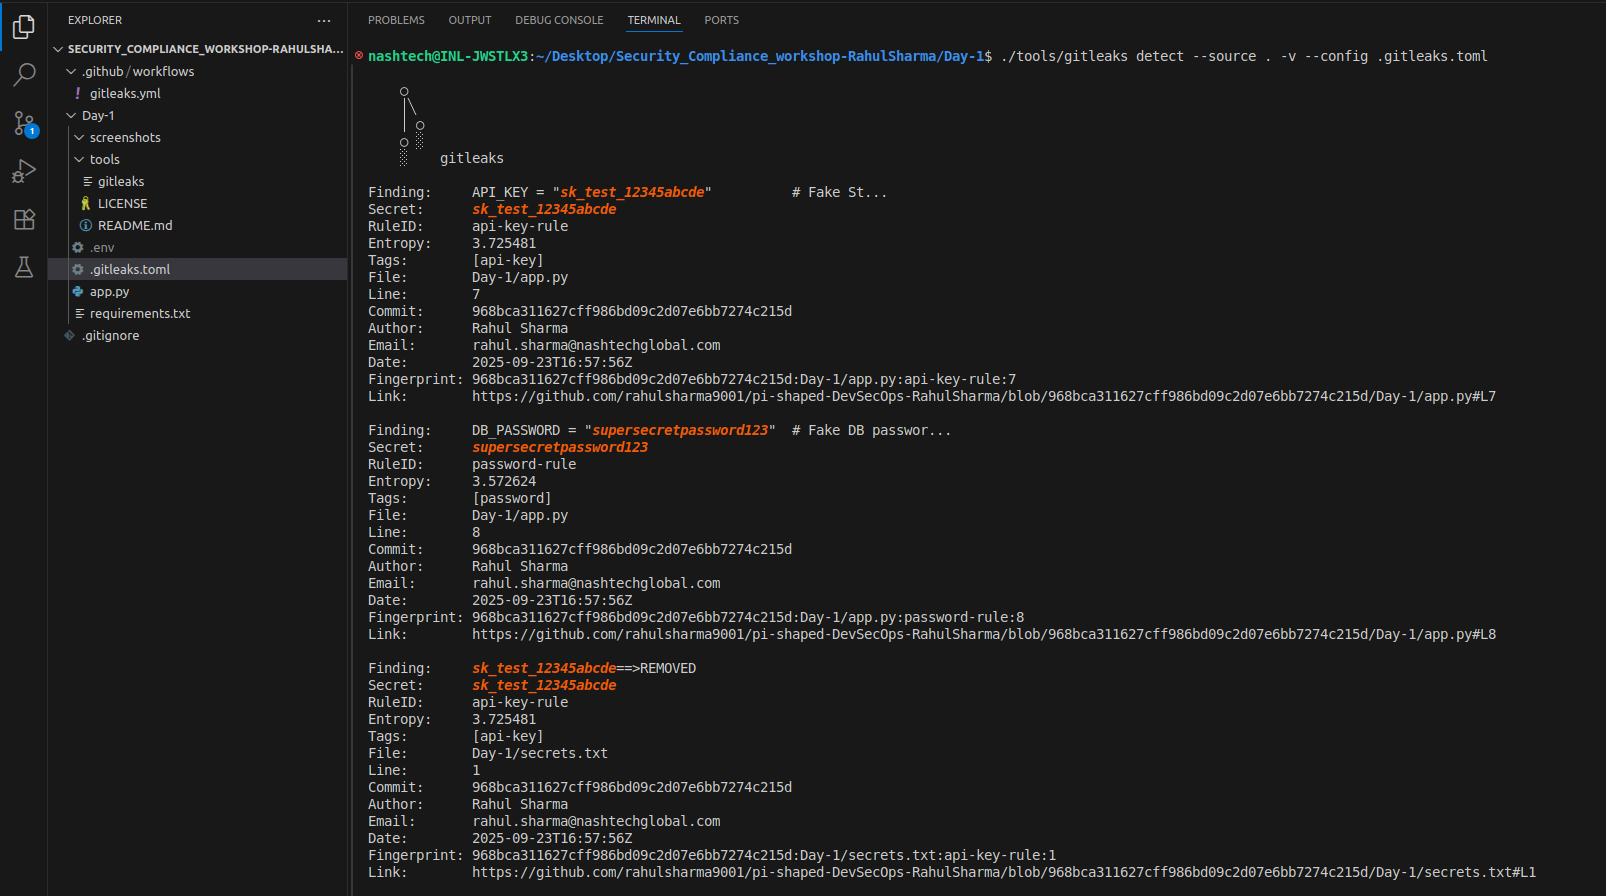 EXPLORER
SECURITY_COMPLIANCE_WORKSHOP-RAHULSHA...
.github/workflows
gitleaks.yml
Day-1
screenshots
tools
gitleaks
LICENSE
README.md
.env
.gitleaks.toml
app.py
requirements.txt
.gitignore
1
PROBLEMS OUTPUT DEBUG CONSOLE TERMINAL PORTS
nashtech@INL-JWSTLX3:~/Desktop/Security_Compliance_workshop-RahulSharma/Day-1$ ./tools/gitleaks detect --source . -v --config .gitleaks.toml
gitleaks
Finding: API_KEY = "sk_test_12345abcde" # Fake St...
Secret: sk_test_12345abcde
RuleID: api-key-rule
Entropy: 3.725481
Tags: [api-key]
File: Day-1/app.py
Line: 7
Commit: 968bca311627cff986bd09c2d07e6bb7274c215d
Author: Rahul Sharma
Email: rahul.sharma@nashtechglobal.com
Date: 2025-09-23T16:57:56Z
Fingerprint: 968bca311627cff986bd09c2d07e6bb7274c215d:Day-1/app.py:api-key-rule:7
Link: https://github.com/rahulsharma9001/pi-shaped-DevSecOps-RahulSharma/blob/968bca311627cff986bd09c2d07e6bb7274c215d/Day-1/app.py#L7
Finding: DB_PASSWORD = "supersecretpassword123" # Fake DB passwor...
Secret: supersecretpassword123
RuleID: password-rule
Entropy: 3.572624
Tags: [password]
File: Day-1/app.py
Line: 8
Commit: 968bca311627cff986bd09c2d07e6bb7274c215d
Author: Rahul Sharma
Email: rahul.sharma@nashtechglobal.com
Date: 2025-09-23T16:57:56Z
Fingerprint: 968bca311627cff986bd09c2d07e6bb7274c215d:Day-1/app.py:password-rule:8
Link: https://github.com/rahulsharma9001/pi-shaped-DevSecOps-RahulSharma/blob/968bca311627cff986bd09c2d07e6bb7274c215d/Day-1/app.py#L8
Finding: sk_test_12345abcde==>REMOVED
Secret: sk_test_12345abcde
RuleID: api-key-rule
Entropy: 3.725481
Tags: [api-key]
File: Day-1/secrets.txt
Line: 1
Commit: 968bca311627cff986bd09c2d07e6bb7274c215d
Author: Rahul Sharma
Email: rahul.sharma@nashtechglobal.com
Date: 2025-09-23T16:57:56Z
Fingerprint: 968bca311627cff986bd09c2d07e6bb7274c215d:Day-1/secrets.txt:api-key-rule:1
Link: https://github.com/rahulsharma9001/pi-shaped-DevSecOps-RahulSharma/blob/968bca311627cff986bd09c2d07e6bb7274c215d/Day-1/secrets.txt#L1